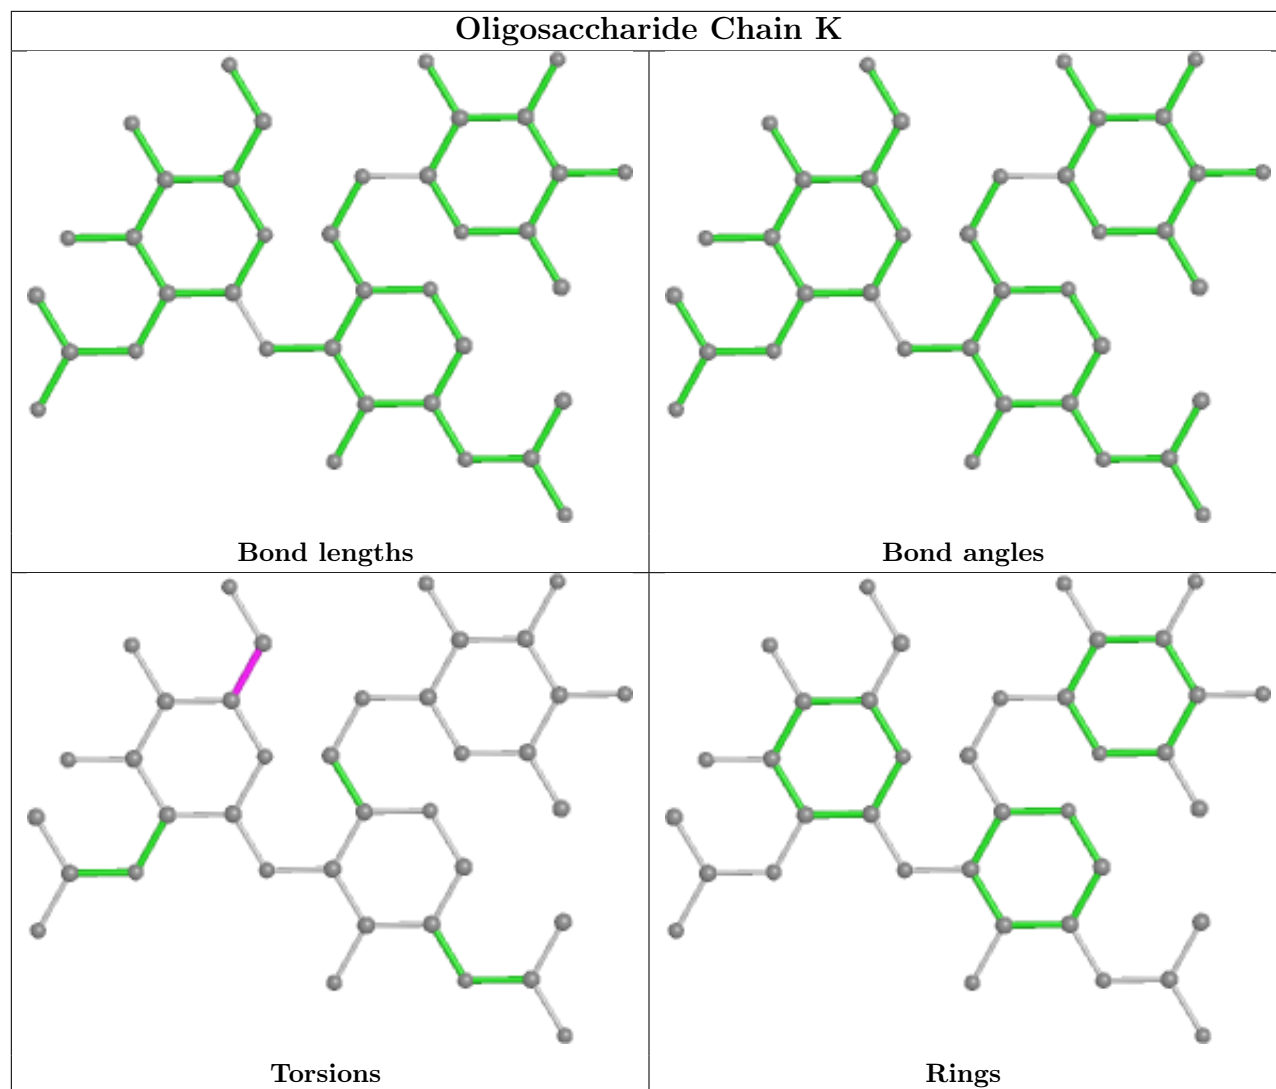 Oligosaccharide Chain K
Bond lengths
Bond angles
Torsions
Rings